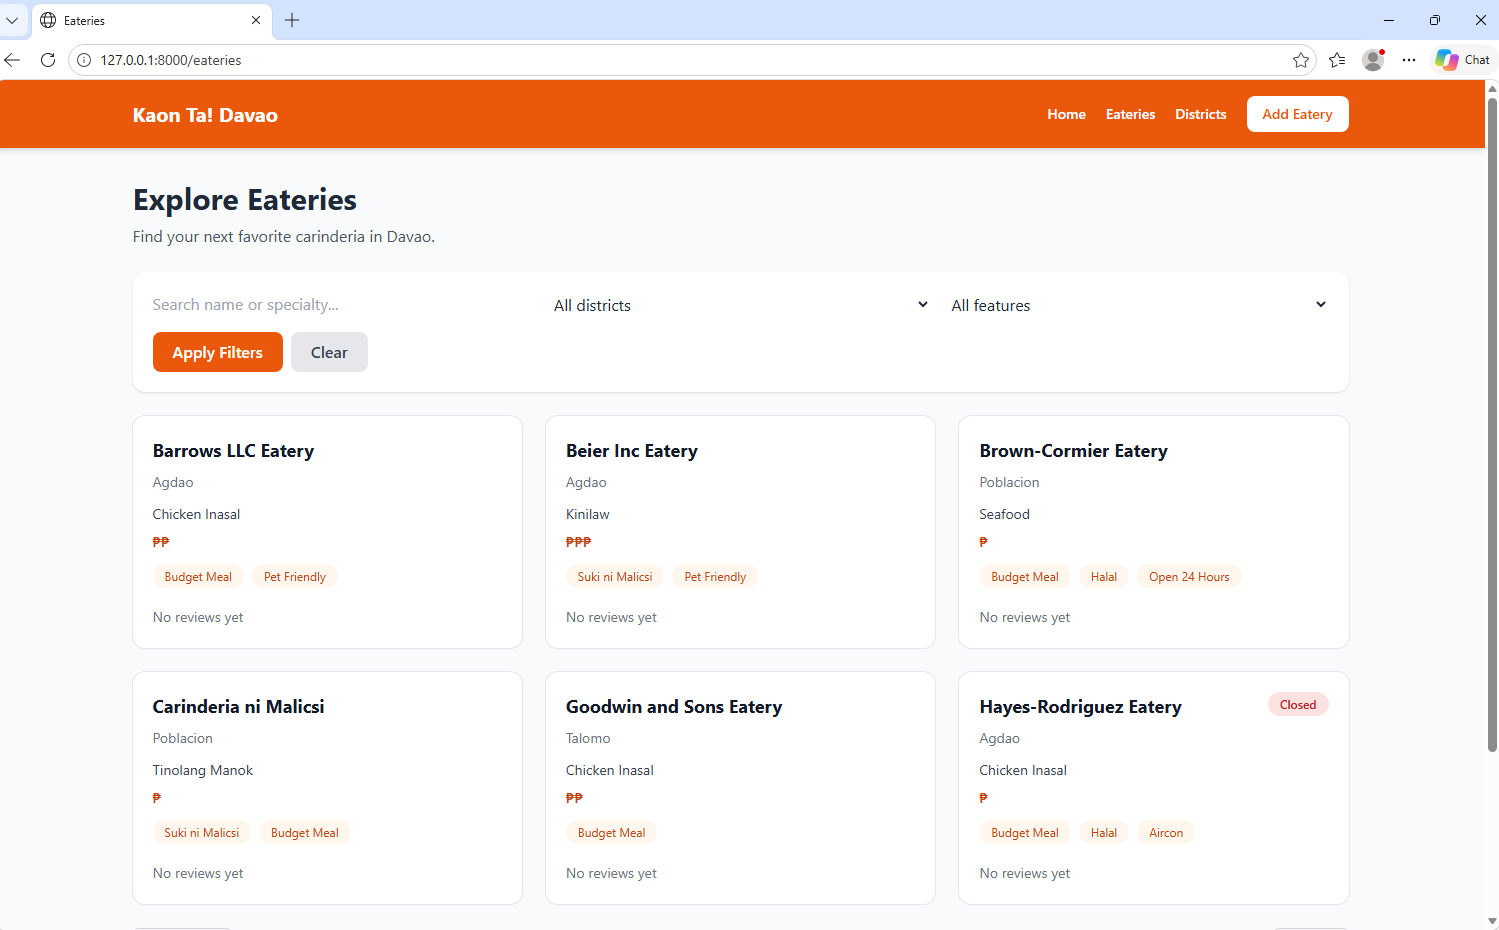 Eateries
127.0.0.1:8000/eateries
Chat
Kaon Ta! Davao
Home Eateries Districts Add Eatery
Explore Eateries
Find your next favorite carinderia in Davao.
Search name or specialty... All districts All features
Apply Filters Clear
Barrows LLC Eatery
Agdao
Chicken Inasal
₱₱
Budget Meal Pet Friendly
No reviews yet
Beier Inc Eatery
Agdao
Kinilaw
₱₱₱
Suki ni Malicsi Pet Friendly
No reviews yet
Brown-Cormier Eatery
Poblacion
Seafood
₱
Budget Meal Halal Open 24 Hours
No reviews yet
Carinderia ni Malicsi
Poblacion
Tinolang Manok
₱
Suki ni Malicsi Budget Meal
No reviews yet
Goodwin and Sons Eatery
Talomo
Chicken Inasal
₱₱
Budget Meal
No reviews yet
Hayes-Rodriguez Eatery Closed
Agdao
Chicken Inasal
₱
Budget Meal Halal Aircon
No reviews yet